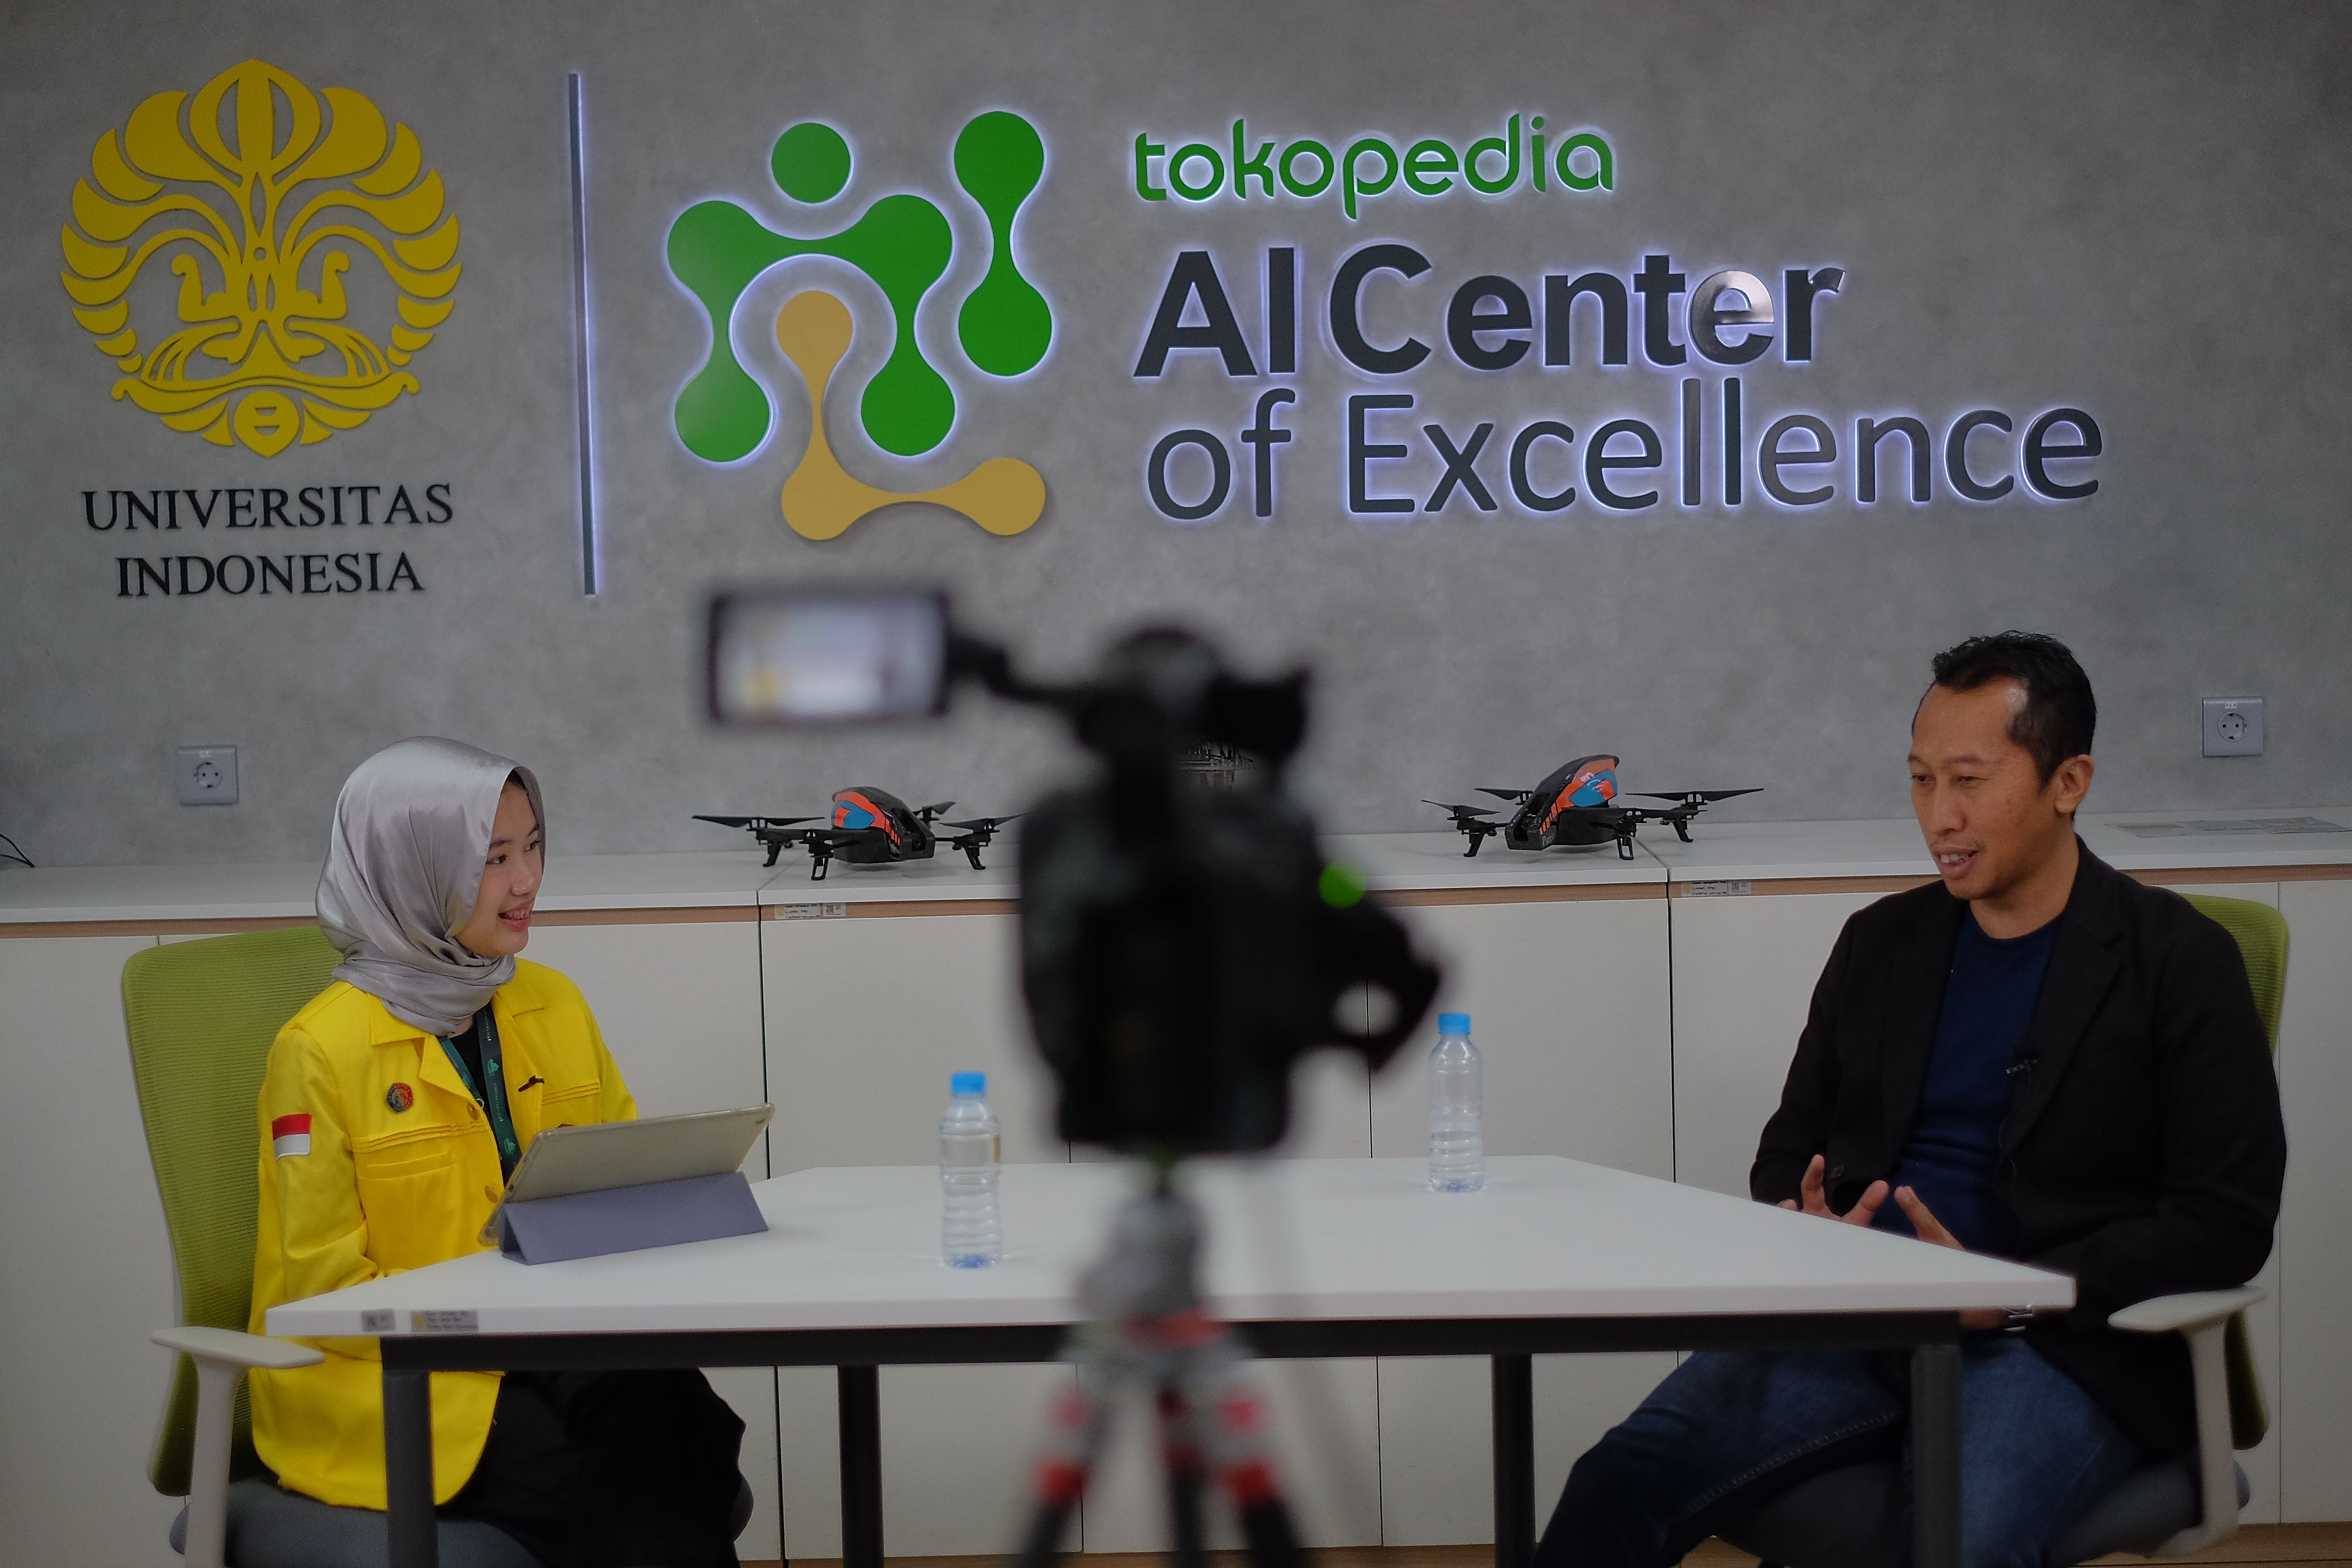 UNIVERSITAS
INDONESIA
tokopedia
AI Center
of Excellence